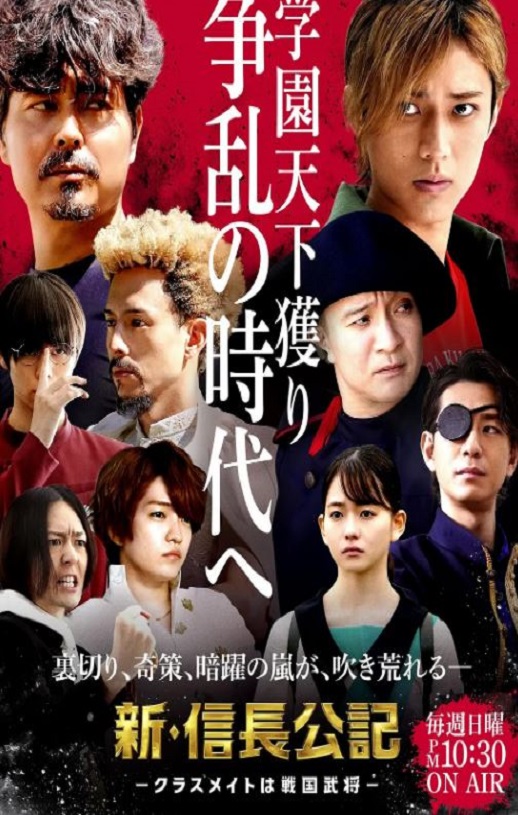 学園天下獲り
争乱の時代へ
裏切り、奇策、暗躍の嵐が、吹き荒れる—
新・信長公記
－クラスメイトは戦国武将－
毎週日曜
PM10:30
ON AIR